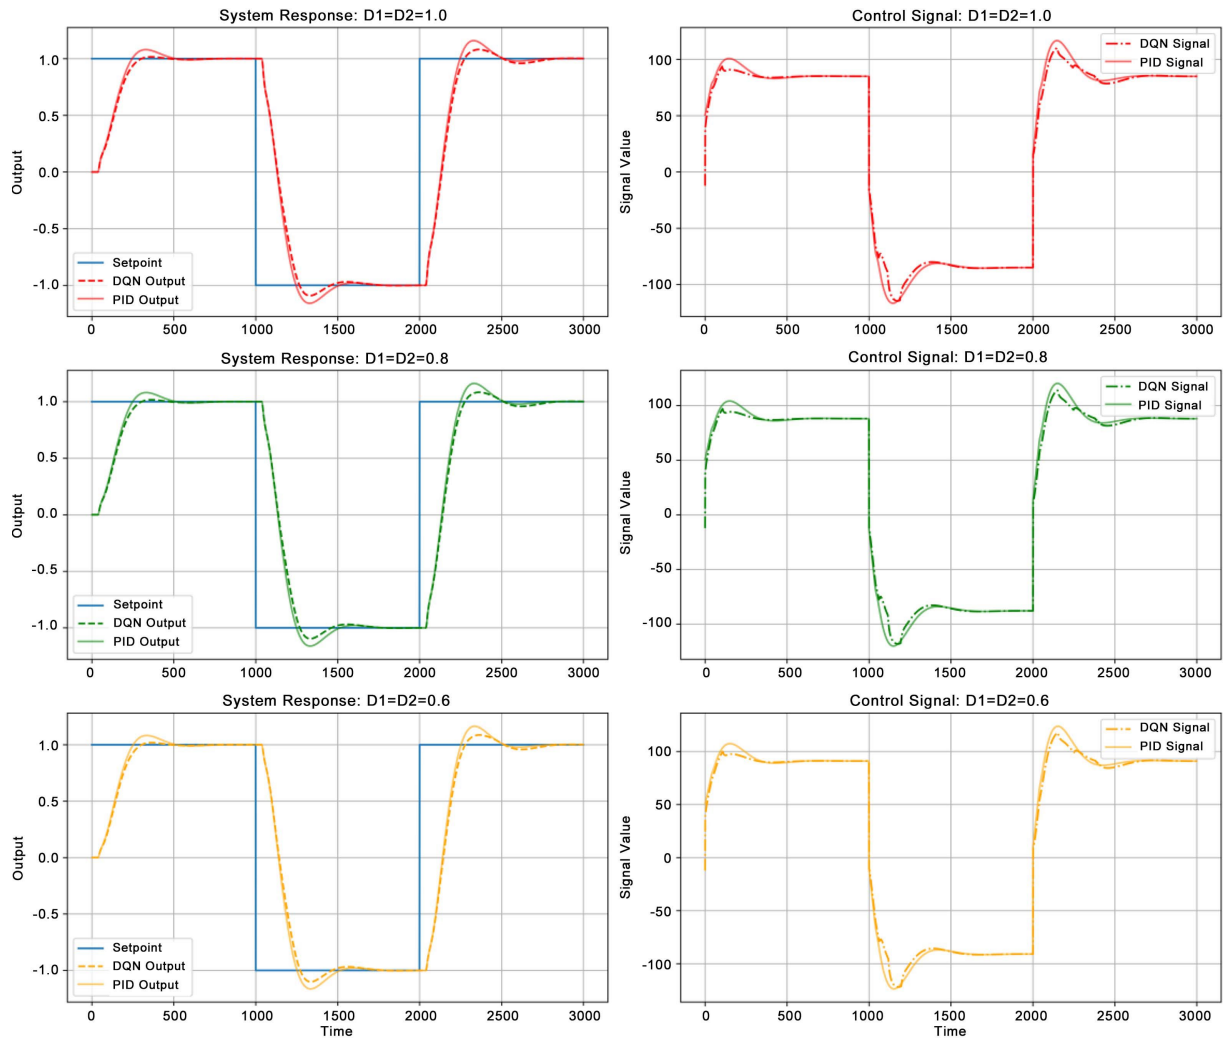 System Response: D1=D2=1.0
Output
1.0
0.5
0.0
-0.5
-1.0
Setpoint
DQN Output
PID Output
0 500 1000 1500 2000 2500 3000
Control Signal: D1=D2=1.0
Signal Value
100
50
0
-50
-100
DQN Signal
PID Signal
0 500 1000 1500 2000 2500 3000
System Response: D1=D2=0.8
Output
1.0
0.5
0.0
-0.5
-1.0
Setpoint
DQN Output
PID Output
0 500 1000 1500 2000 2500 3000
Control Signal: D1=D2=0.8
Signal Value
100
50
0
-50
-100
DQN Signal
PID Signal
0 500 1000 1500 2000 2500 3000
System Response: D1=D2=0.6
Output
1.0
0.5
0.0
-0.5
-1.0
Setpoint
DQN Output
PID Output
0 500 1000 1500 2000 2500 3000
Time
Control Signal: D1=D2=0.6
Signal Value
100
50
0
-50
-100
DQN Signal
PID Signal
0 500 1000 1500 2000 2500 3000
Time